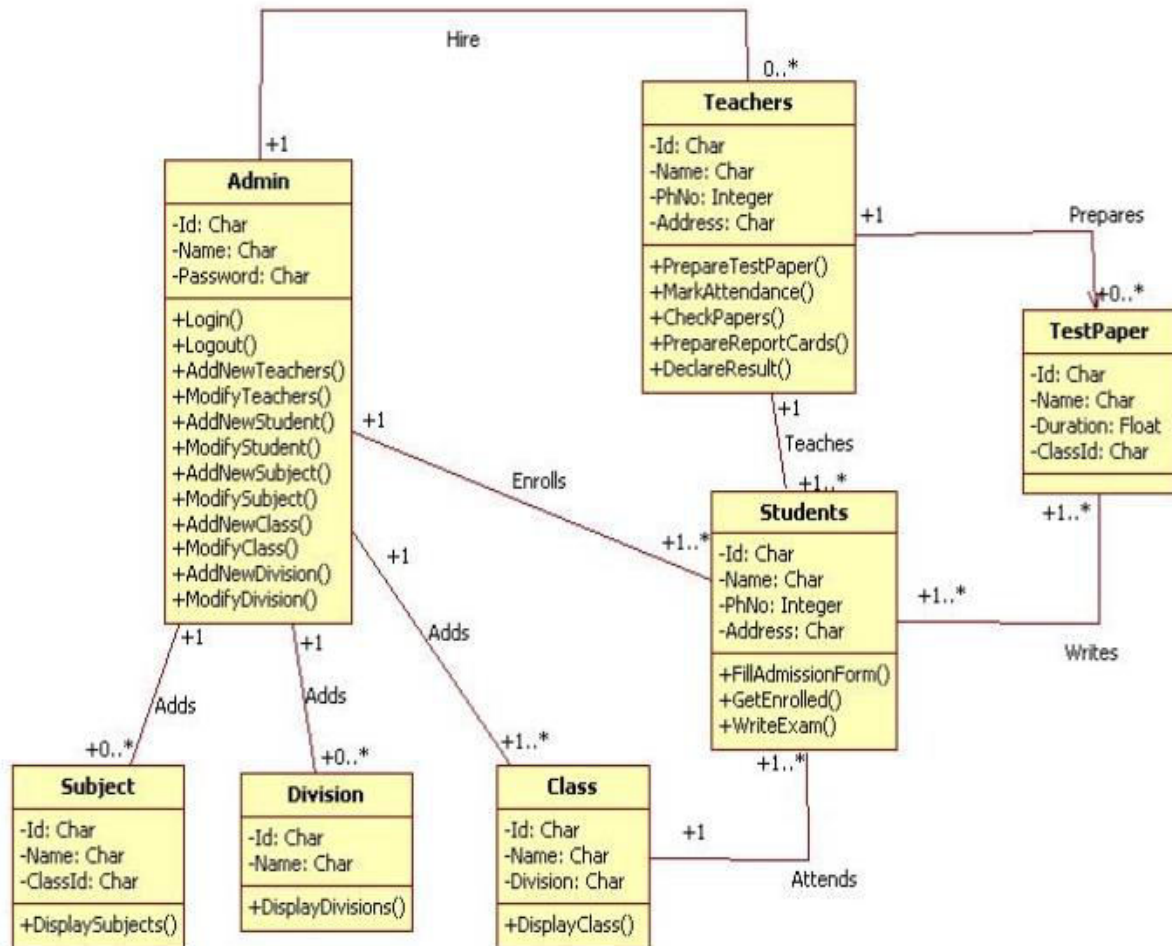 Hire
0..*
+1
Teachers
-Id: Char
-Name: Char
-PhNo: Integer
-Address: Char
+PrepareTestPaper()
+MarkAttendance()
+CheckPapers()
+PrepareReportCards()
+DeclareResult()
+1
Prepares
+0..*
Admin
-Id: Char
-Name: Char
-Password: Char
+Login()
+Logout()
+AddNewTeachers()
+ModifyTeachers()
+AddNewStudent()
+ModifyStudent()
+AddNewSubject()
+ModifySubject()
+AddNewClass()
+ModifyClass()
+AddNewDivision()
+ModifyDivision()
TestPaper
-Id: Char
-Name: Char
-Duration: Float
-ClassId: Char
+1
Teaches
+1..*
+1
Enrolls
+1..*
Students
-Id: Char
-Name: Char
-PhNo: Integer
-Address: Char
+FillAdmissionForm()
+GetEnrolled()
+WriteExam()
+1..*
+1..*
Writes
+1
Adds
+0..*
+1
Adds
+0..*
+1
Adds
+1..*
+1..*
+1
Attends
Subject
-Id: Char
-Name: Char
-ClassId: Char
+DisplaySubjects()
Division
-Id: Char
-Name: Char
+DisplayDivisions()
Class
-Id: Char
-Name: Char
-Division: Char
+DisplayClass()